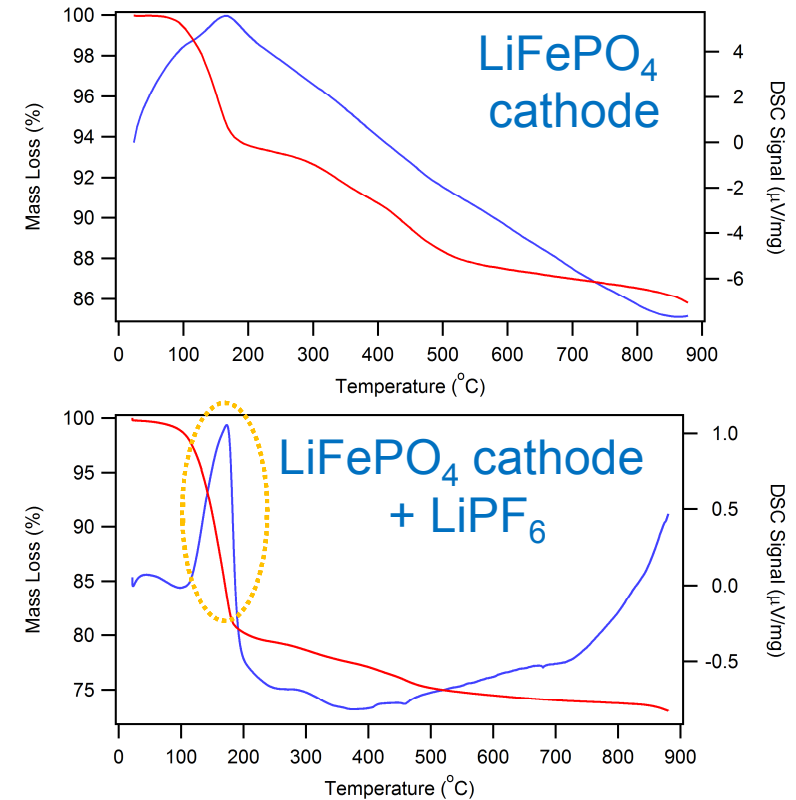 LiFePO4
cathode
Mass Loss (%)
100
98
96
94
92
90
88
86
4
2
0
-2
-4
-6
DSC Signal (μV/mg)
0 100 200 300 400 500 600 700 800 900
Temperature (°C)
LiFePO4 cathode
+ LiPF6
Mass Loss (%)
100
95
90
85
80
75
1.0
0.5
0.0
-0.5
DSC Signal (μV/mg)
0 100 200 300 400 500 600 700 800 900
Temperature (°C)